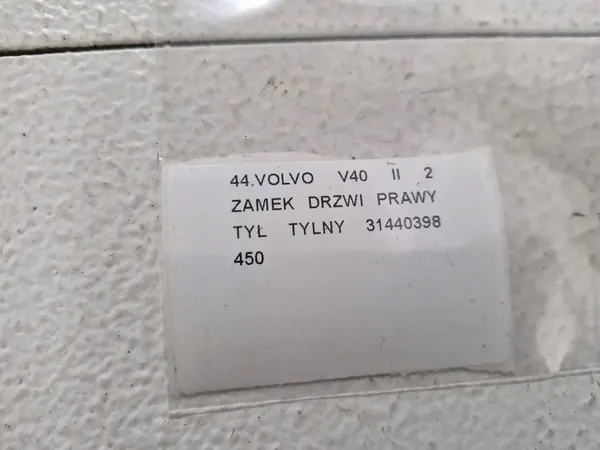 44.VOLVO V40 II 2
ZAMEK DRZWI PRAWY
TYŁ TYLNY 31440398
450